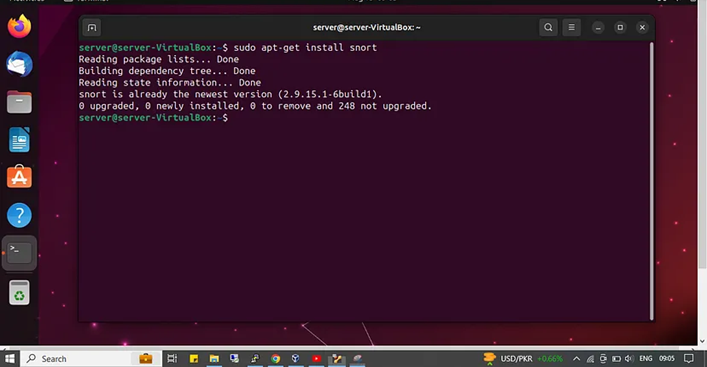 server@server-VirtualBox: ~
server@server-VirtualBox:~$ sudo apt-get install snort
Reading package lists... Done
Building dependency tree... Done
Reading state information... Done
snort is already the newest version (2.9.15.1-6build1).
0 upgraded, 0 newly installed, 0 to remove and 248 not upgraded.
server@server-VirtualBox:~$
Search
USD/PKR +0.66%
ENG
09:05